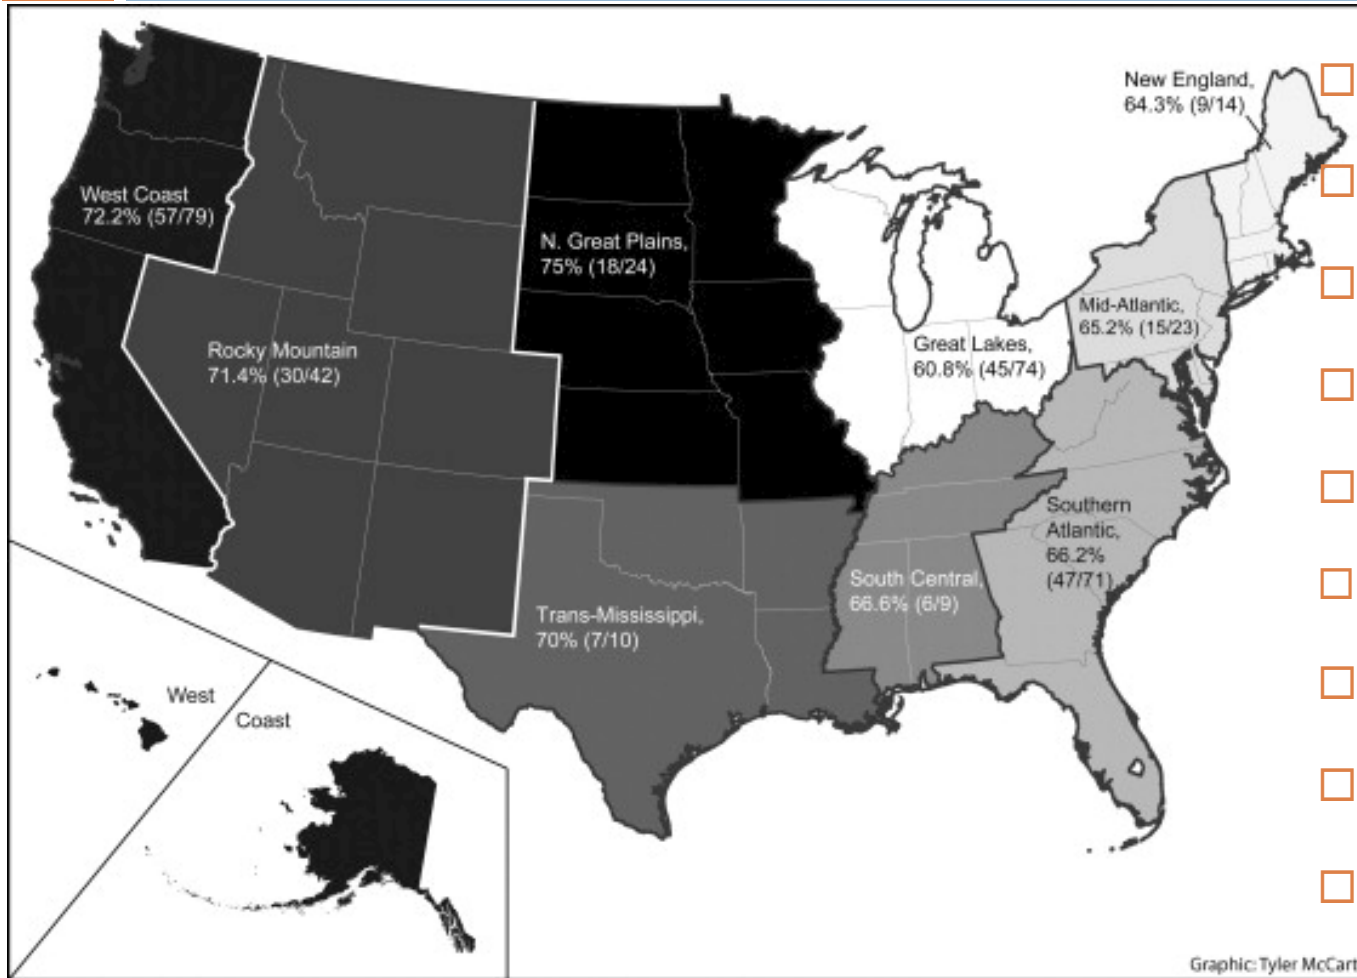 New England,
64.3% (9/14)
West Coast
72.2% (57/79)
N. Great Plains,
75% (18/24)
Mid-Atlantic,
65.2% (15/23)
Rocky Mountain
71.4% (30/42)
Great Lakes,
60.8% (45/74)
Southern
Atlantic,
66.2%
(47/71)
South Central,
66.6% (6/9)
Trans-Mississippi,
70% (7/10)
West
Coast
Graphic: Tyler McCart